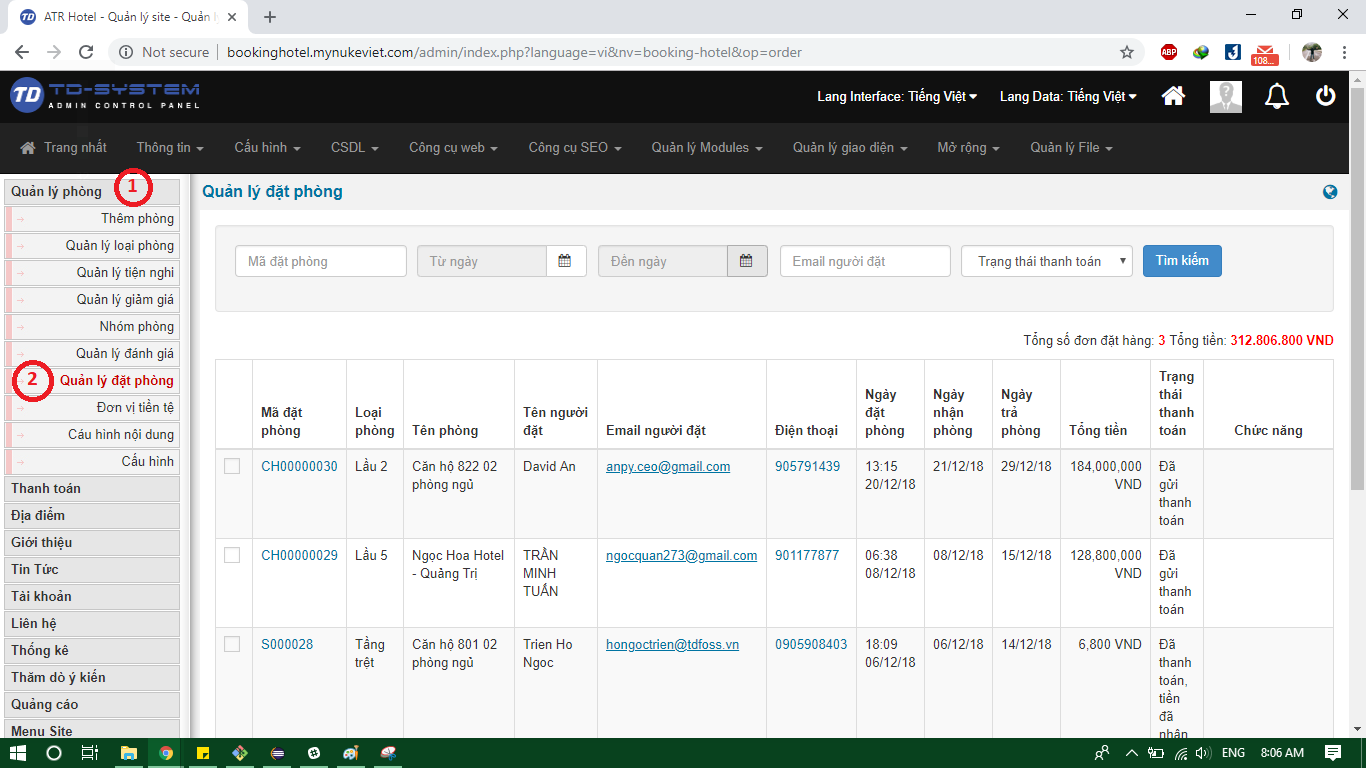 ATR Hotel - Quản lý site - Quản l
Not secure
bookinghotel.mynukeviet.com/admin/index.php?language=vi&nv=booking-hotel&op=order
ABP
108...
TD TD-SYSTEM
ADMIN CONTROL PANEL
Lang Interface: Tiếng Việt
Lang Data: Tiếng Việt
Trang nhất Thông tin Cấu hình CSDL Công cụ web Công cụ SEO Quản lý Modules Quản lý giao diện Mở rộng Quản lý File
Quản lý phòng
1
Thêm phòng
Quản lý loại phòng
Quản lý tiện nghi
Quản lý giảm giá
Nhóm phòng
Quản lý đánh giá
2
Quản lý đặt phòng
Đơn vị tiền tệ
Cáu hình nội dung
Cấu hình
Thanh toán
Địa điểm
Giới thiệu
Tin Tức
Tài khoản
Liên hệ
Thống kê
Thăm dò ý kiến
Quảng cáo
Menu Site
Quản lý đặt phòng
Mã đặt phòng
Từ ngày
Đến ngày
Email người đặt
Trạng thái thanh toán
Tìm kiếm
Tổng số đơn đặt hàng: 3 Tổng tiền: 312.806.800 VND
Mã đặt
phòng
Loại
phòng
Tên phòng
Tên người
đặt
Email người đặt
Điện thoại
Ngày
đặt
phòng
Ngày
nhận
phòng
Ngày
trả
phòng
Tổng tiền
Trạng
thái
thanh
toán
Chức năng
CH00000030
Lầu 2
Căn hộ 822 02
phòng ngủ
David An
anpy.ceo@gmail.com
905791439
13:15
20/12/18
21/12/18
29/12/18
184,000,000
VND
Đã
gửi
thanh
toán
CH00000029
Lầu 5
Ngọc Hoa Hotel
- Quảng Trị
TRẦN
MINH
TUẤN
ngocquan273@gmail.com
901177877
06:38
08/12/18
08/12/18
15/12/18
128,800,000
VND
Đã
gửi
thanh
toán
S000028
Tầng
trệt
Căn hộ 801 02
phòng ngủ
Trien Ho
Ngoc
hongoctrien@tdfoss.vn
0905908403
18:09
06/12/18
06/12/18
14/12/18
6,800 VND
Đã
thanh
toán,
tiền
đã
nhận
ENG
8:06 AM